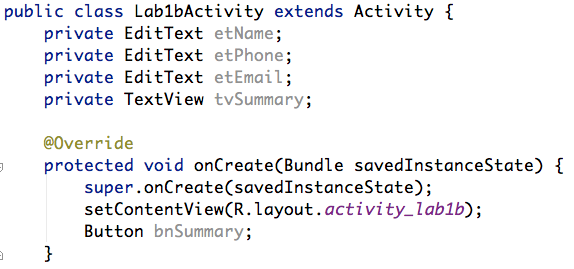 public class Lab1bActivity extends Activity {
    private EditText etName;
    private EditText etPhone;
    private EditText etEmail;
    private TextView tvSummary;

    @Override
    protected void onCreate(Bundle savedInstanceState) {
        super.onCreate(savedInstanceState);
        setContentView(R.layout.activity_lab1b);
        Button bnSummary;
    }